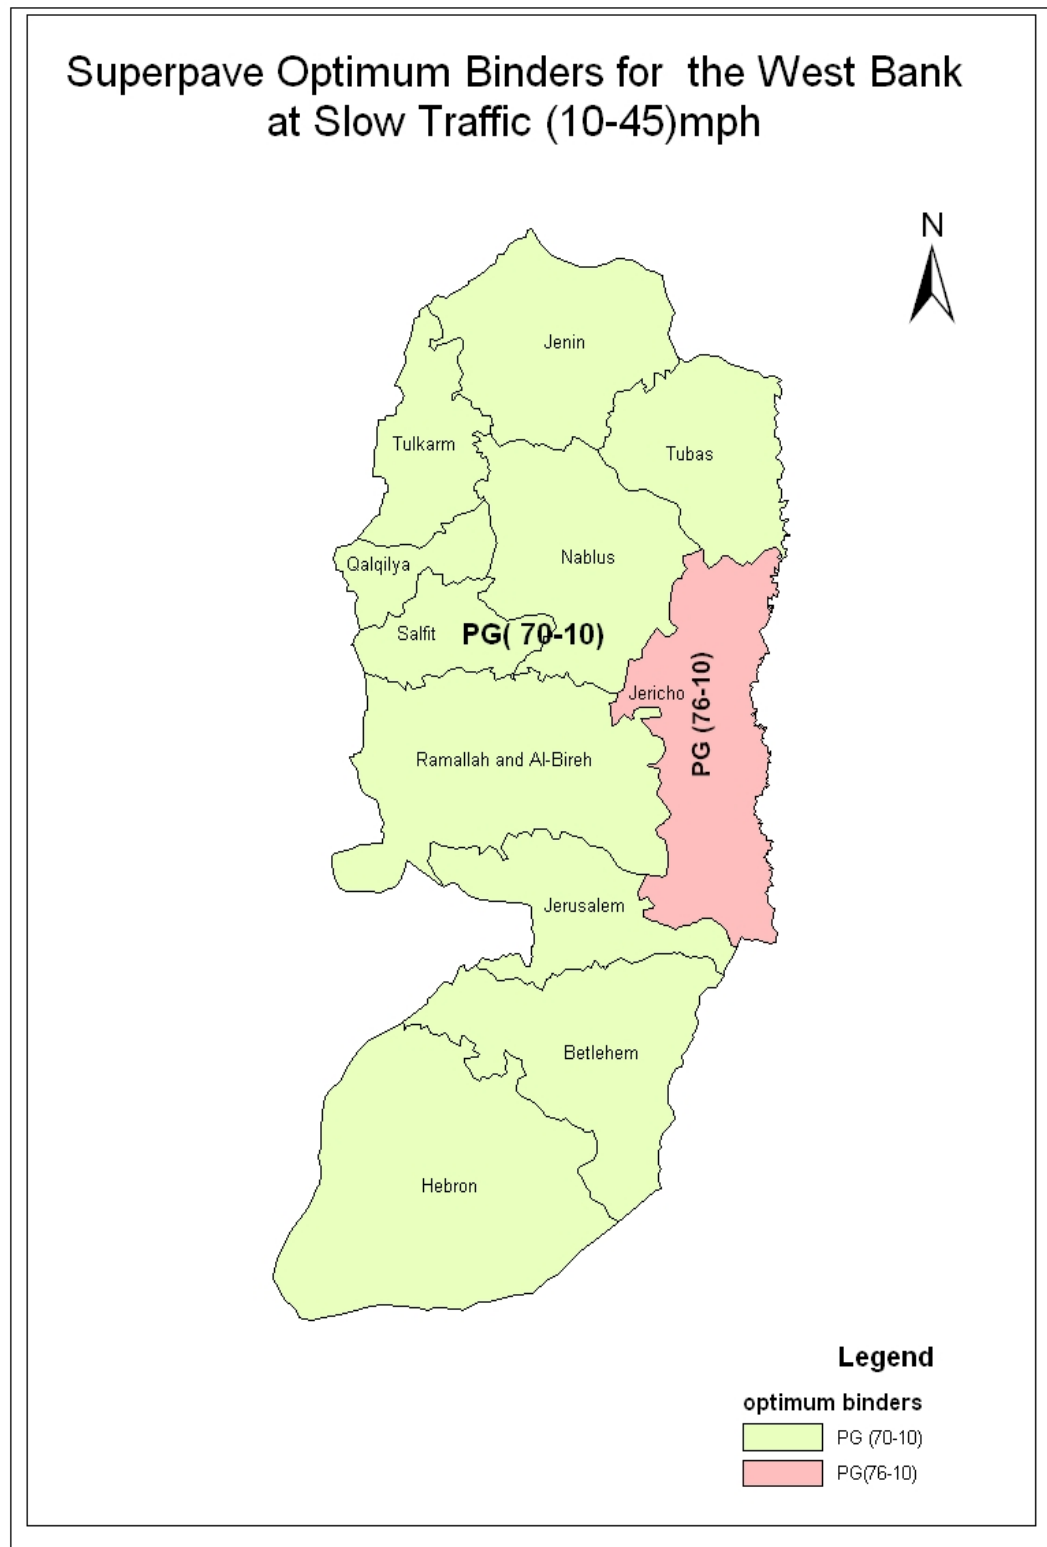 Superpave Optimum Binders for the West Bank
at Slow Traffic (10-45)mph
N
Jenin
Tulkarm
Tubas
Nablus
Qalqilya
Salfit
PG( 70-10)
Jericho
PG (76-10)
Ramallah and Al-Bireh
Jerusalem
Betlehem
Hebron
Legend
optimum binders
PG (70-10)
PG(76-10)